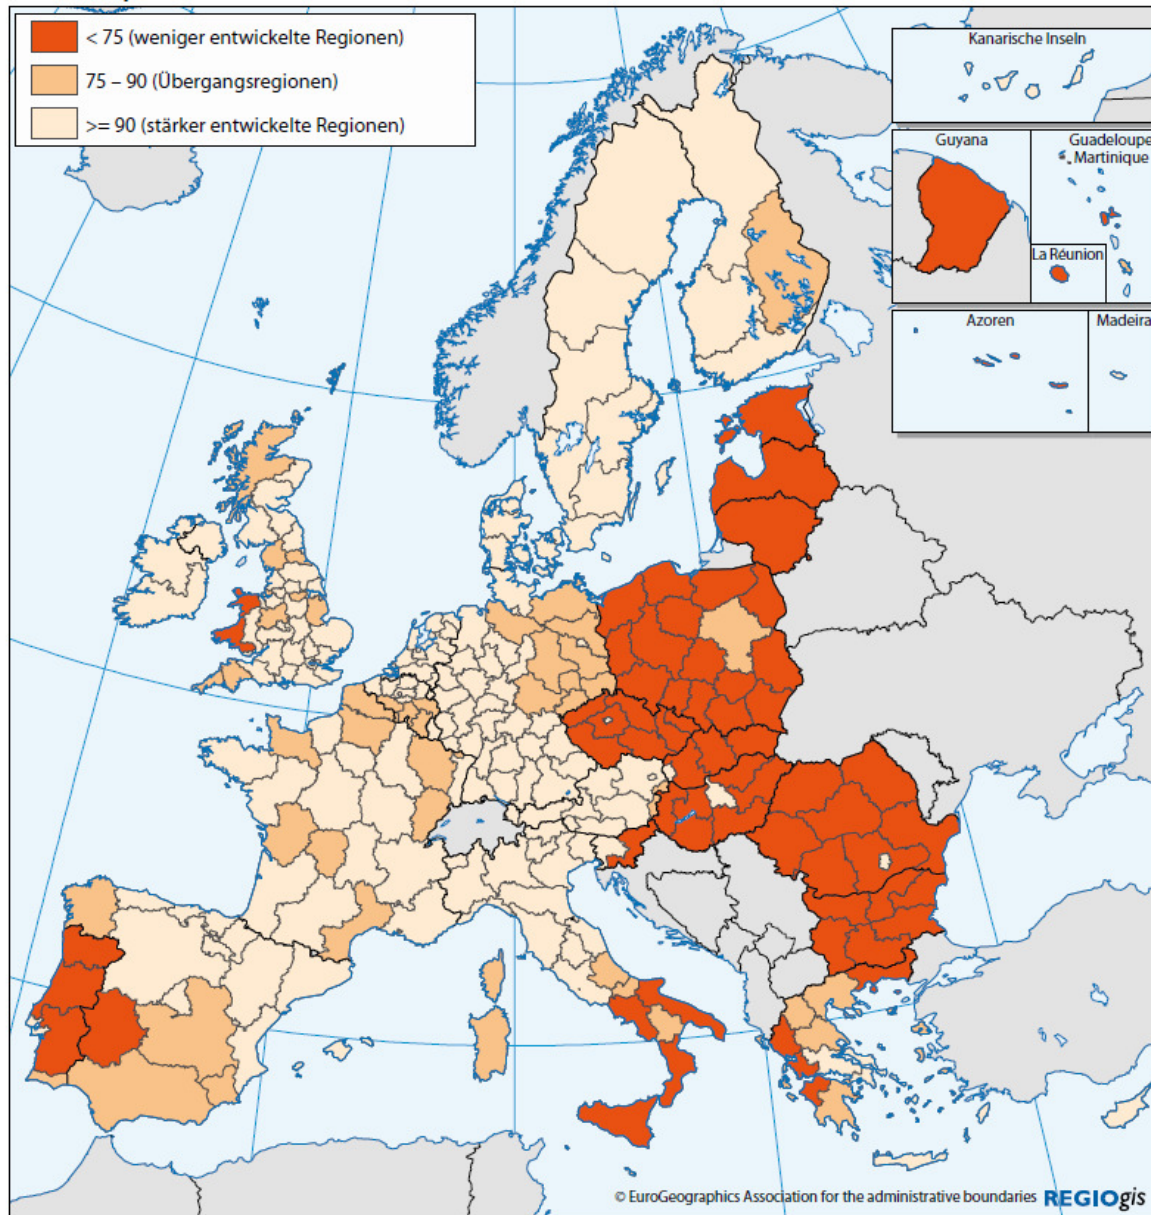 < 75 (weniger entwickelte Regionen)
75 – 90 (Übergangsregionen)
>= 90 (stärker entwickelte Regionen)
Kanarische Inseln
Guyana
Guadeloupe
Martinique
La Réunion
Azoren
Madeira
© EuroGeographics Association for the administrative boundaries REGIOgis